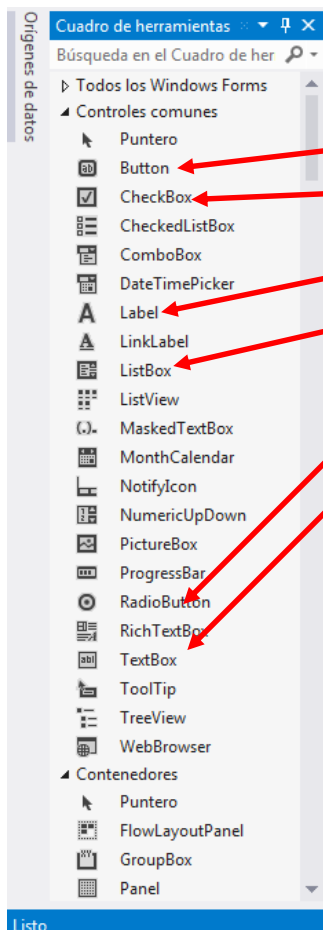 Orígenes de datos
Cuadro de herramientas
Búsqueda en el Cuadro de her
Todos los Windows Forms
Controles comunes
Puntero
Button
CheckBox
CheckedListBox
ComboBox
DateTimePicker
Label
LinkLabel
ListBox
ListView
MaskedTextBox
MonthCalendar
NotifyIcon
NumericUpDown
PictureBox
ProgressBar
RadioButton
RichTextBox
TextBox
ToolTip
TreeView
WebBrowser
Contenedores
Puntero
FlowLayoutPanel
GroupBox
Panel
Listo